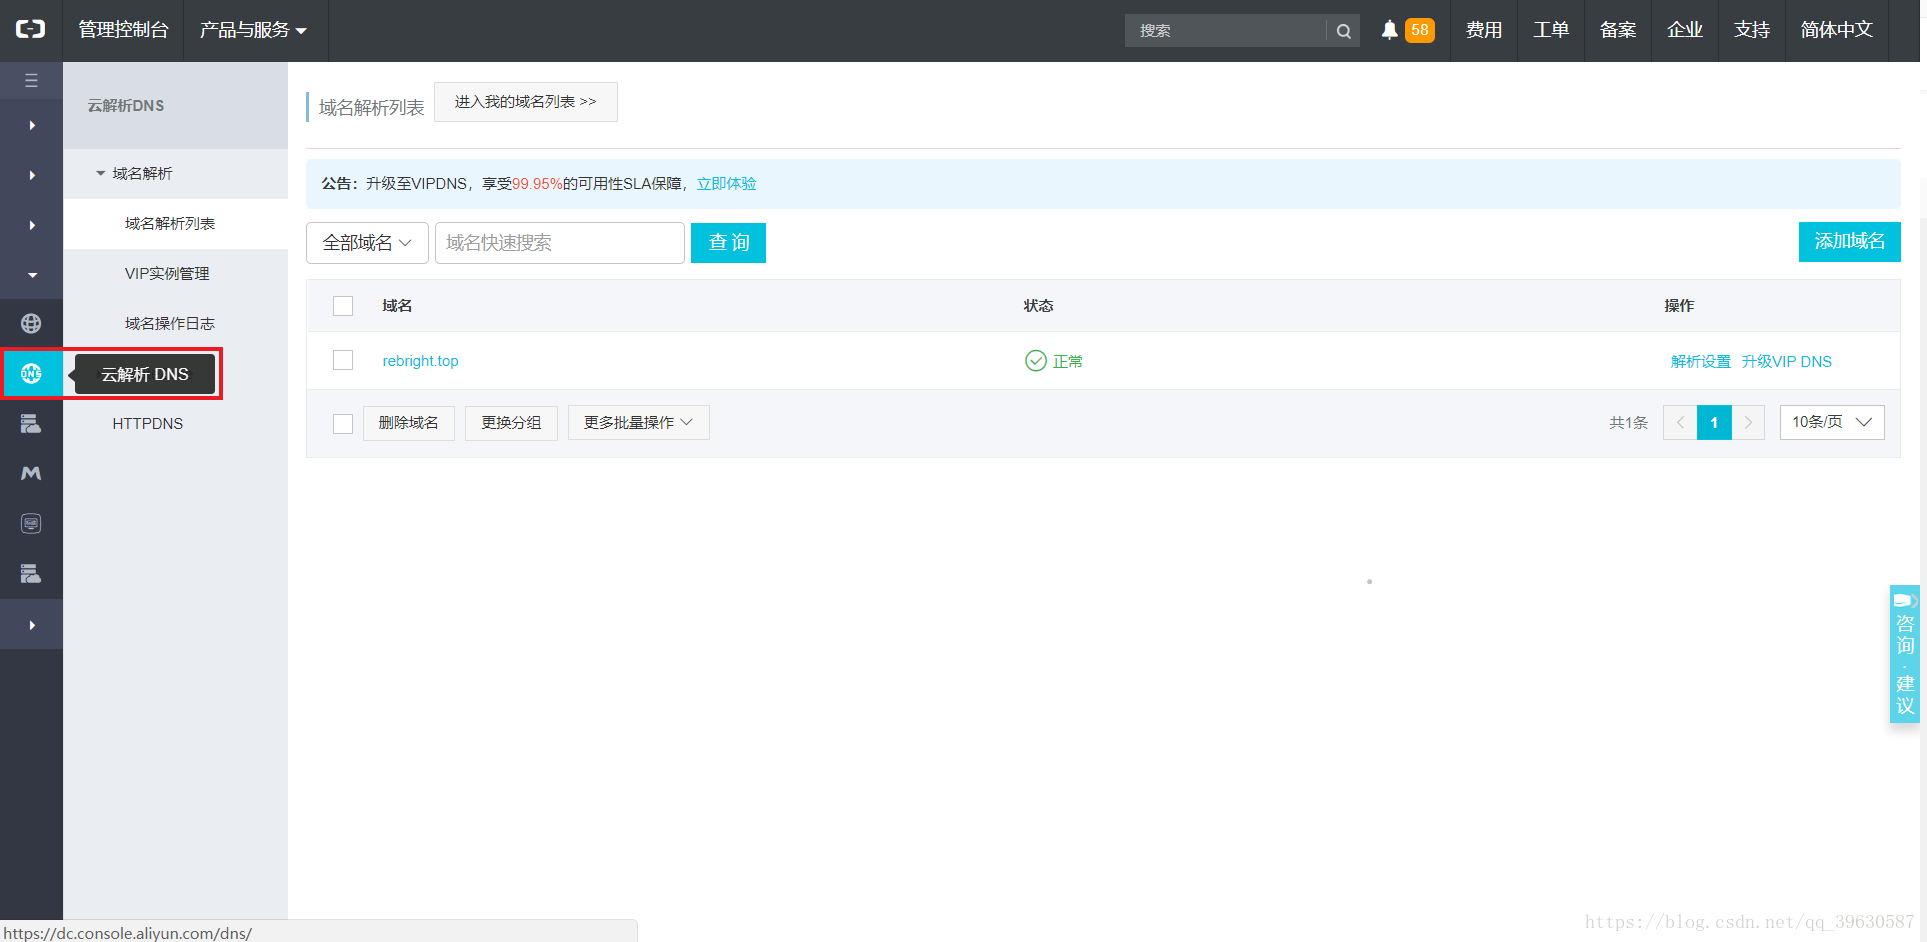 管理控制台 产品与服务 搜索 58 费用 工单 备案 企业 支持 简体中文
云解析DNS
域名解析
域名解析列表
VIP实例管理
域名操作日志
DNS 云解析 DNS
HTTPDNS
域名解析列表 进入我的域名列表 >>
公告：升级至VIPDNS，享受99.95%的可用性SLA保障，立即体验
全部域名 域名快速搜索 查 询 添加域名
域名 状态 操作
rebright.top 正常 解析设置 升级VIP DNS
删除域名 更换分组 更多批量操作 共1条 1 10条/页
咨询·建议
https://dc.console.aliyun.com/dns/
https://blog.csdn.net/qq_39630587